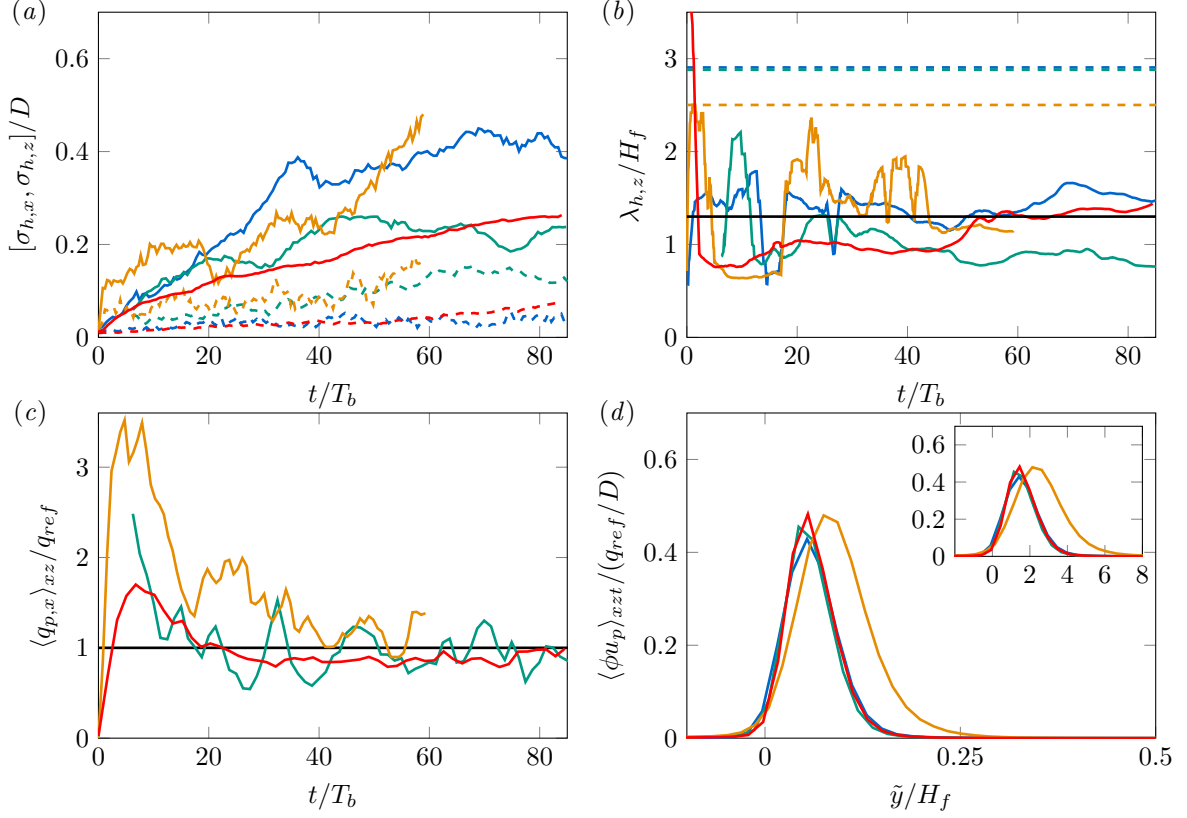 (a)
0.6
0.4
0.2
0
0 20 40 60 80
[σh,x, σh,z]/D
t/Tb
(b)
3
2
1
0
0 20 40 60 80
λh,z/Hf
t/Tb
(c)
3
2
1
0
0 20 40 60 80
⟨qp,x⟩xz/qref
t/Tb
(d)
0.6
0.4
0.2
0
0 0.25 0.5
⟨ϕup⟩xzt/(qref/D)
ỹ/Hf
0.6
0.4
0.2
0
0 2 4 6 8